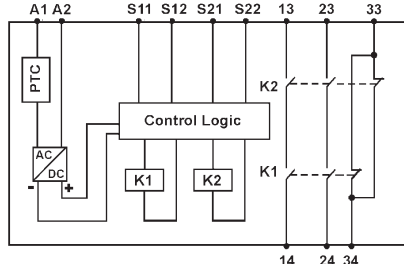 A1 A2 S11 S12 S21 S22 13 23 33
PTC
K2
Control Logic
AC
DC
- +
K1 K2
K1
14 24 34